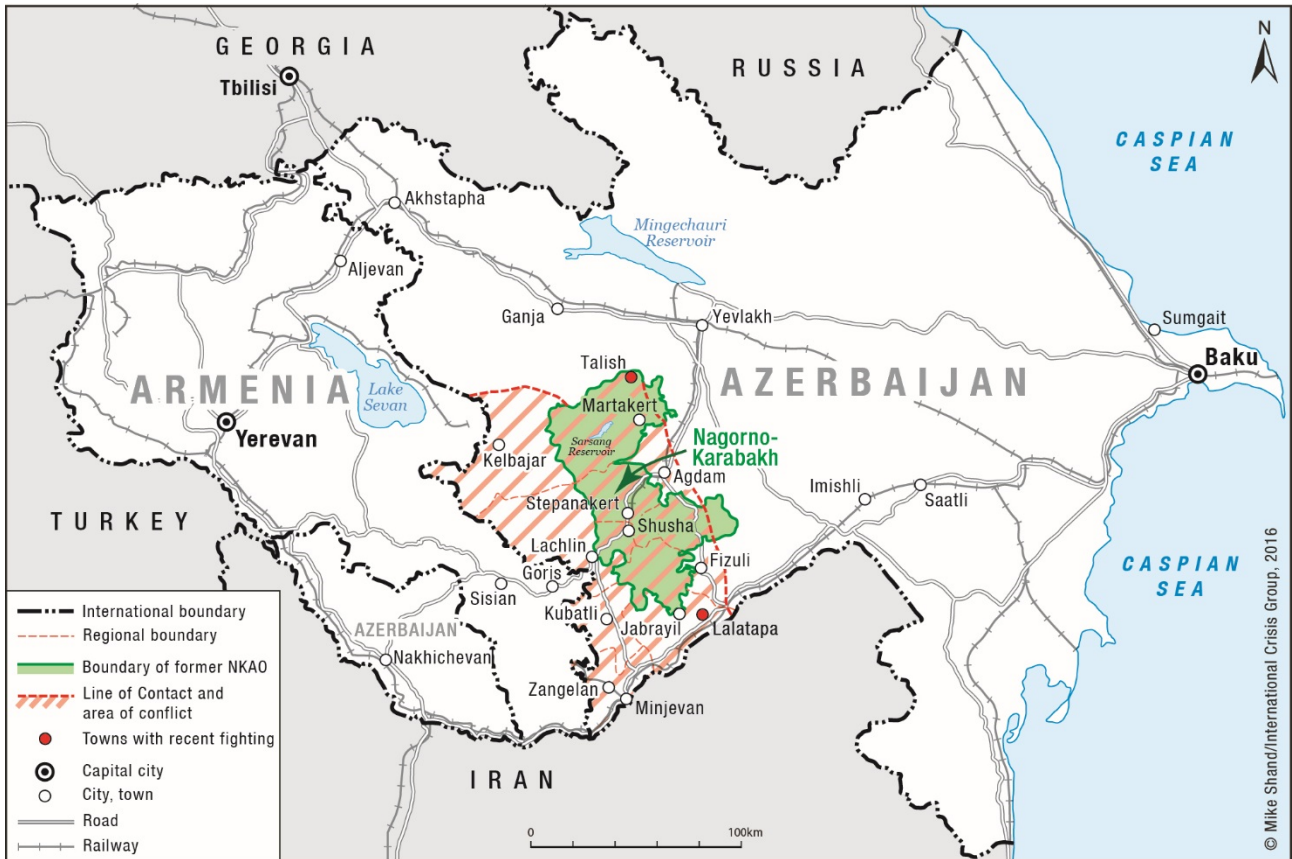 GEORGIA
Tbilisi
RUSSIA
N
CASPIAN
SEA
Akhstapha
Mingechauri
Reservoir
Aljevan
Ganja
Yevlakh
Sumgait
Baku
Talish
AZERBAIJAN
ARMENIA
Lake
Sevan
Martakert
Yerevan
Sarsang
Reservoir
Nagorno-
Karabakh
Kelbajar
Agdam
Imishli
Saatli
TURKEY
Stepanakert
Shusha
Lachlin
Goris
Fizuli
CASPIAN
SEA
Sisian
Kubatli
Jabrayil
Lalatapa
AZERBAIJAN
Nakhichevan
Zangelan
Minjevan
IRAN
International boundary
Regional boundary
Boundary of former NKAO
Line of Contact and
area of conflict
Towns with recent fighting
Capital city
City, town
Road
Railway
0 100km
© Mike Shand/International Crisis Group, 2016